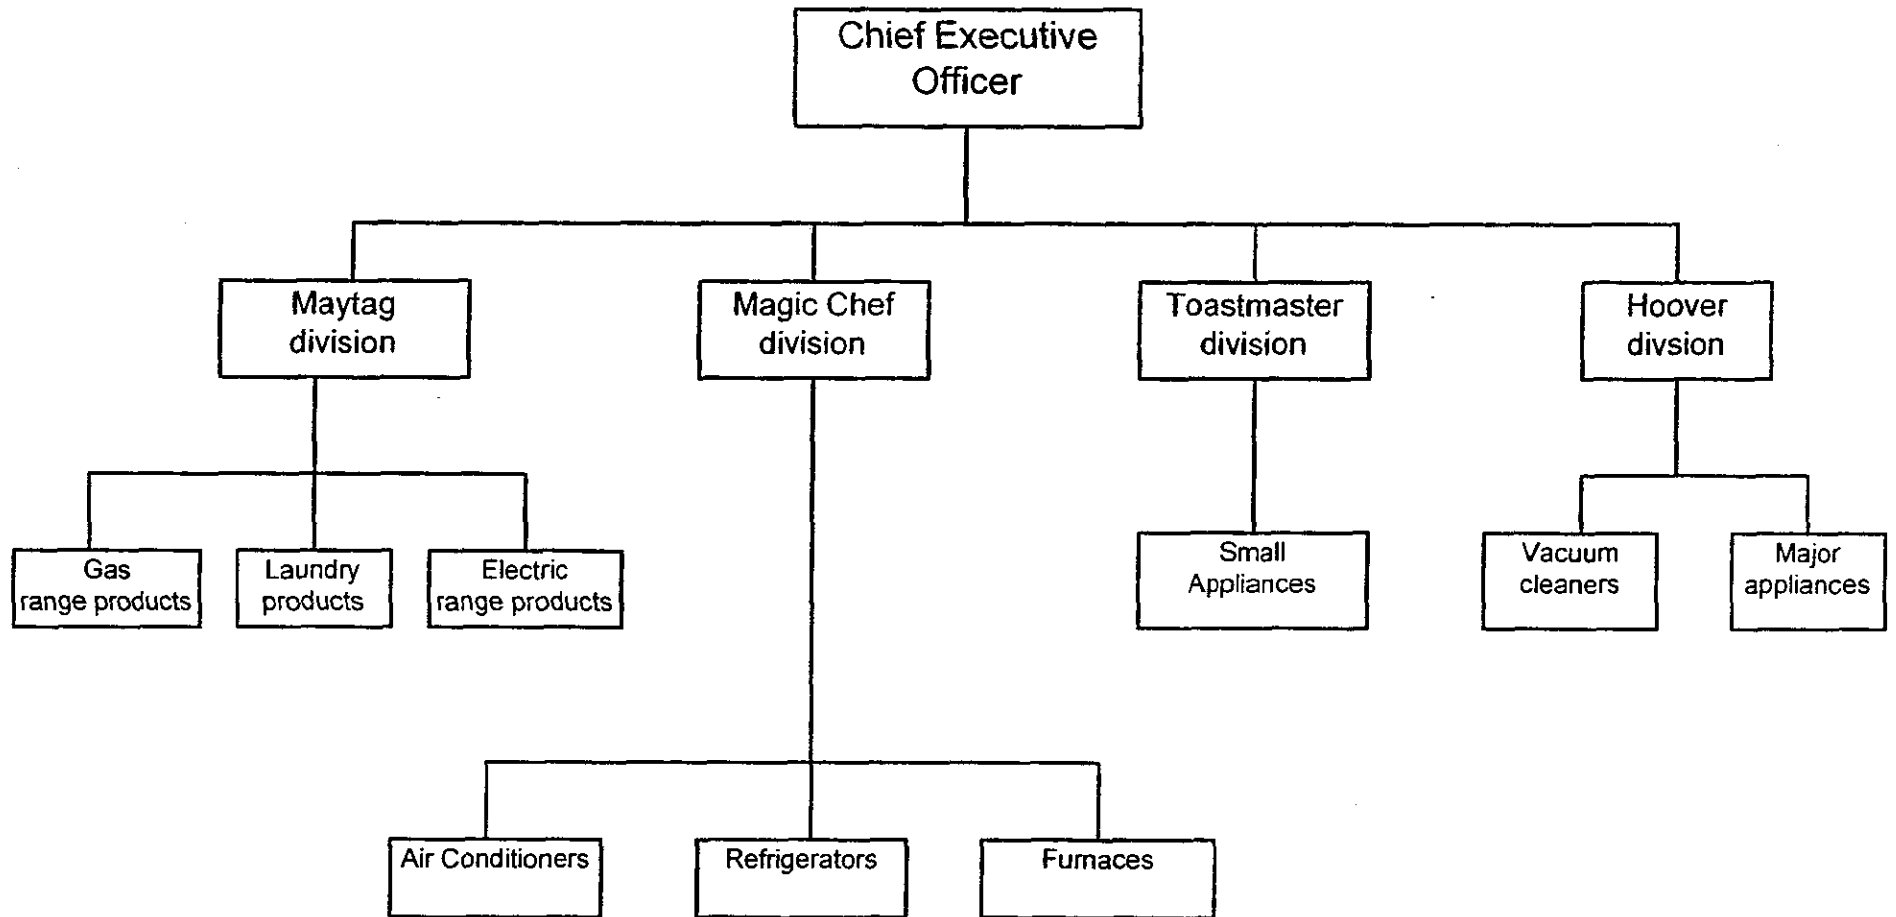 Chief Executive
Officer
Maytag
division
Magic Chef
division
Toastmaster
division
Hoover
divsion
Gas
range products
Laundry
products
Electric
range products
Small
Appliances
Vacuum
cleaners
Major
appliances
Air Conditioners
Refrigerators
Furnaces